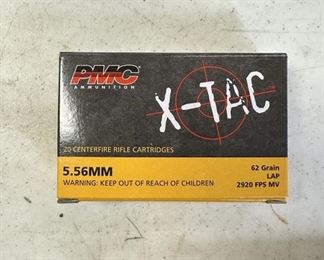 PMC
AMMUNITION
X-TAC
20 CENTERFIRE RIFLE CARTRIDGES
5.56MM
62 Grain
LAP
WARNING: KEEP OUT OF REACH OF CHILDREN
2920 FPS MV